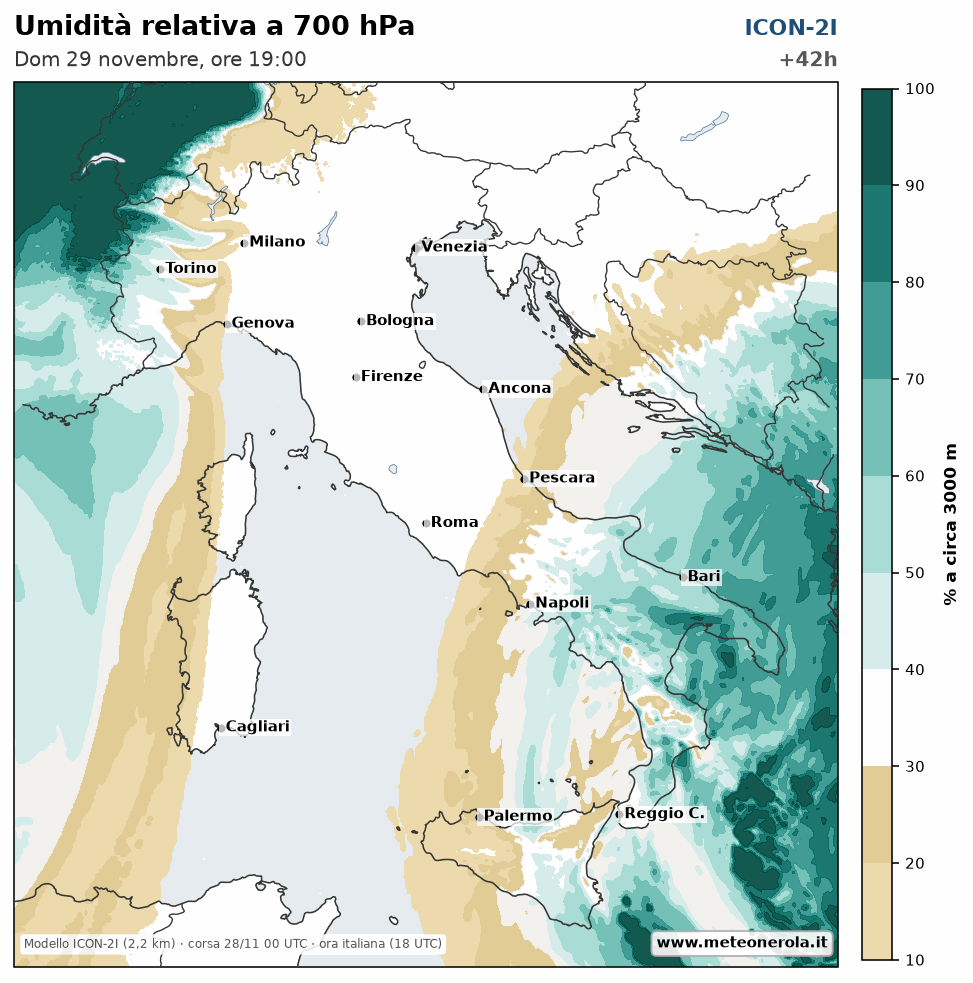 Umidità relativa a 700 hPa
ICON-2I
Dom 29 novembre, ore 19:00
+42h
100
90
80
70
60
50
40
30
20
10
% a circa 3000 m
Milano
Venezia
Torino
Genova
Bologna
Firenze
Ancona
Pescara
Roma
Bari
Napoli
Cagliari
Palermo
Reggio C.
Modello ICON-2I (2,2 km) · corsa 28/11 00 UTC · ora italiana (18 UTC)
www.meteonerola.it